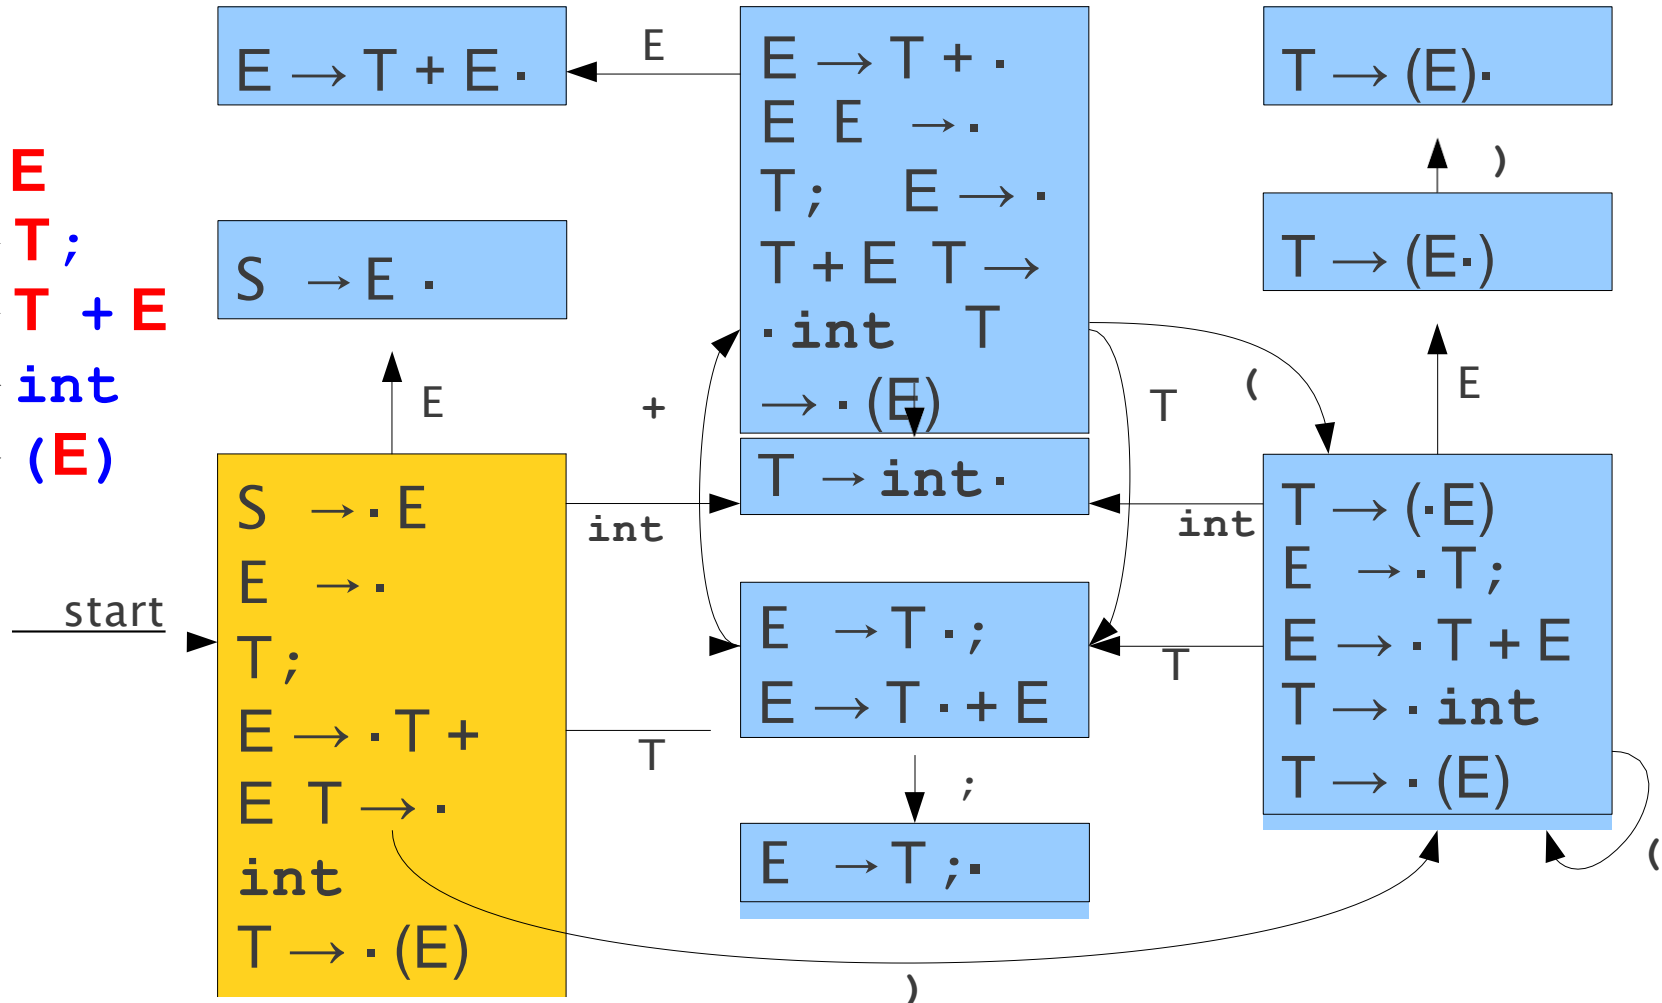 E
T ;
T + E
int
(E)
start
E → T + E ·
E
S → E ·
E
S → · E
E → ·
T ;
E → · T +
E T → ·
int
T → · (E)
int
T
+
E → T + ·
E E → ·
T ; E → ·
T + E T →
· int T
→ · (E)
T → int ·
E → T · ;
E → T · + E
;
E → T ; ·
)
T
(
int
T
T → (E) ·
)
T → (E · )
E
T → ( · E)
E → · T ;
E → · T + E
T → · int
T → · (E)
(